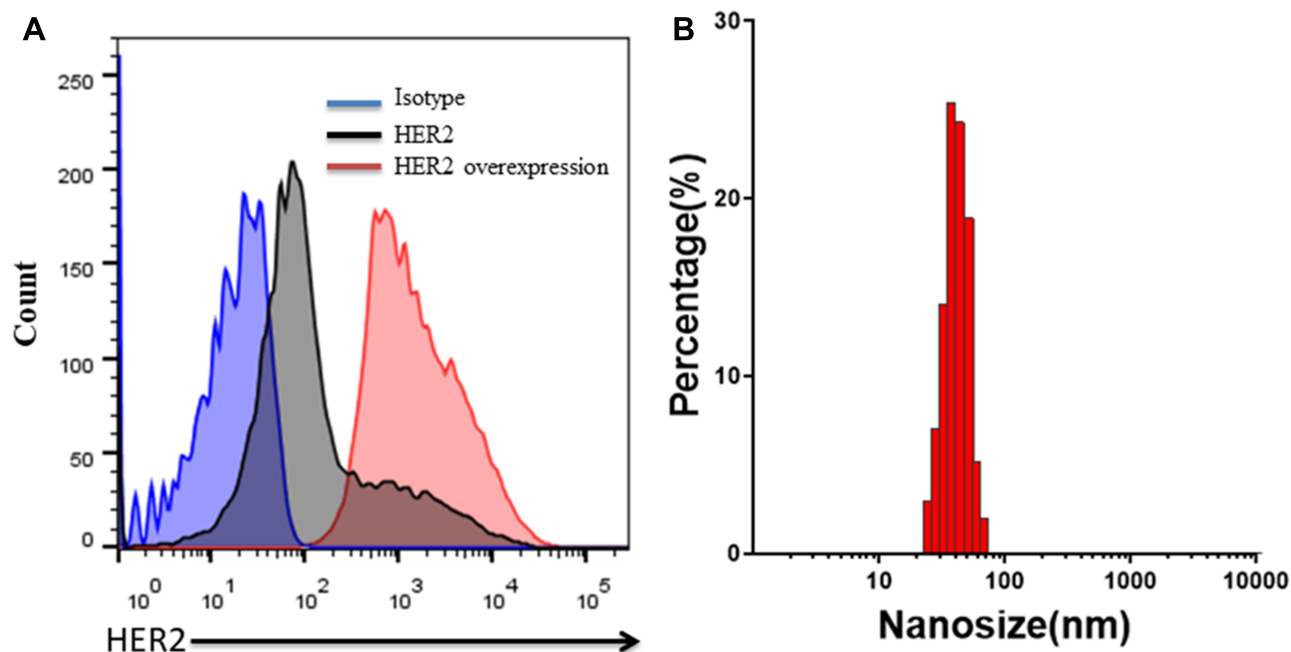 A
250
200
150
100
50
0
Count
Isotype
HER2
HER2 overexpression
10^0 10^1 10^2 10^3 10^4 10^5
HER2
B
30
20
10
0
Percentage(%)
10 100 1000 10000
Nanosize(nm)